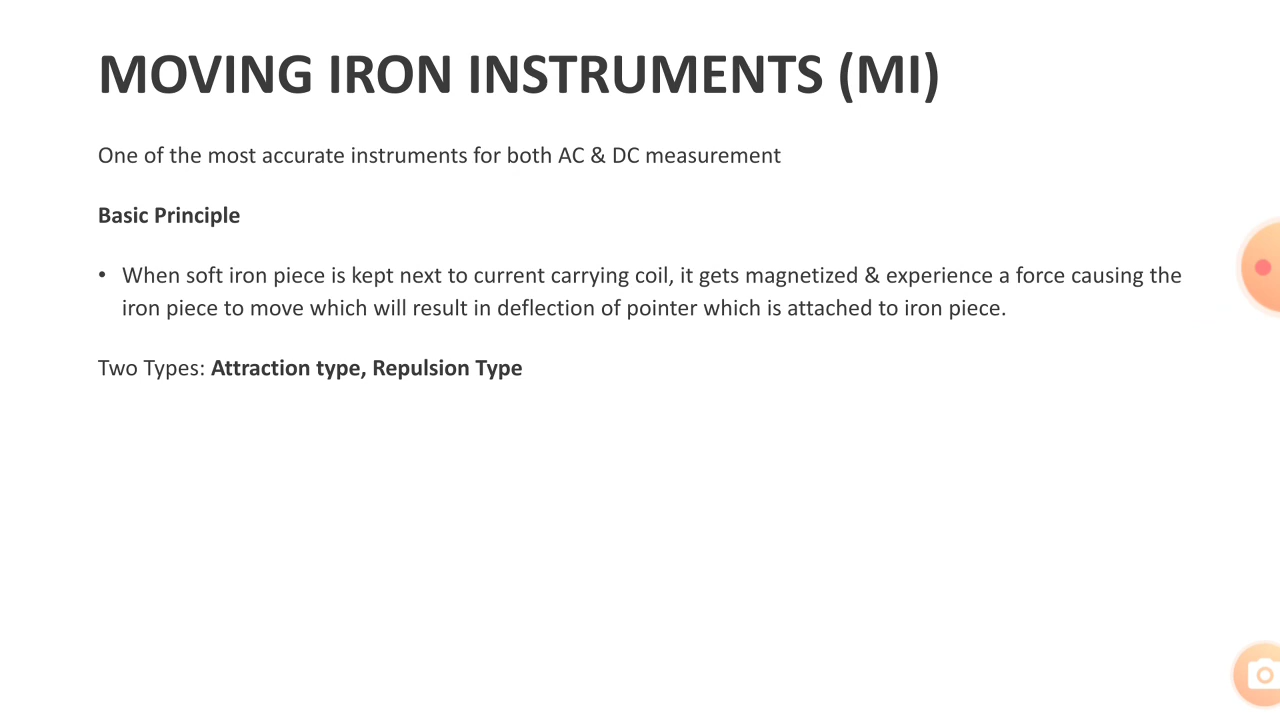 MOVING IRON INSTRUMENTS (MI)
One of the most accurate instruments for both AC & DC measurement
Basic Principle
• When soft iron piece is kept next to current carrying coil, it gets magnetized & experience a force causing the
iron piece to move which will result in deflection of pointer which is attached to iron piece.
Two Types: Attraction type, Repulsion Type